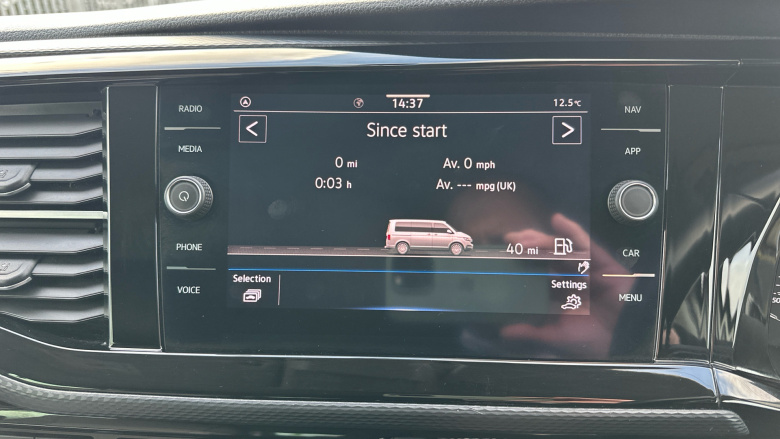 RADIO
MEDIA
PHONE
VOICE
14:37
12.5°C
<
Since start
>
0 mi
Av. 0 mph
0:03 h
Av. --- mpg (UK)
40 mi
Selection
Settings
NAV
APP
CAR
MENU